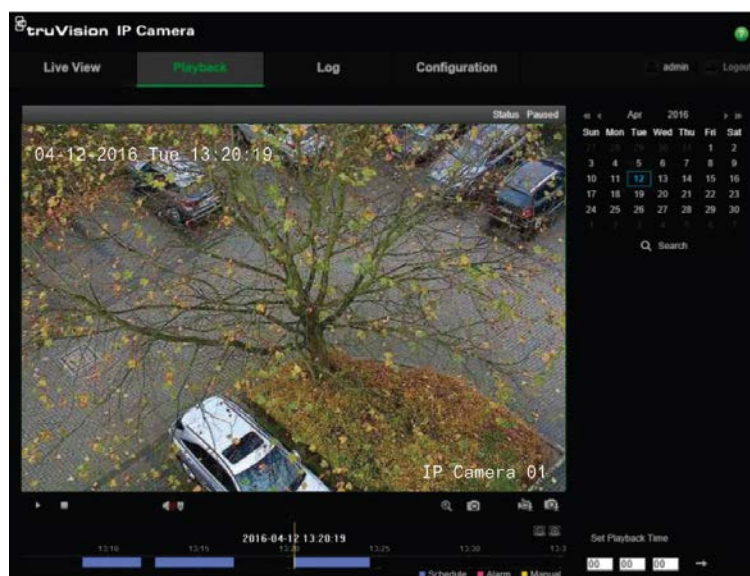 truVision IP Camera
Live View Playback Log Configuration admin Logout
Status Paused
04-12-2016 Tue 13:20:19
IP Camera 01
Apr 2016
Sun Mon Tue Wed Thu Fri Sat
27 28 29 30 31 1 2
3 4 5 6 7 8 9
10 11 12 13 14 15 16
17 18 19 20 21 22 23
24 25 26 27 28 29 30
1 2 3 4 5 6 7
Search
2016-04-12 13:20:19
13:10 13:15 13:20 13:25 13:30 13:3
Schedule Alarm Manual
Set Playback Time
00 00 00